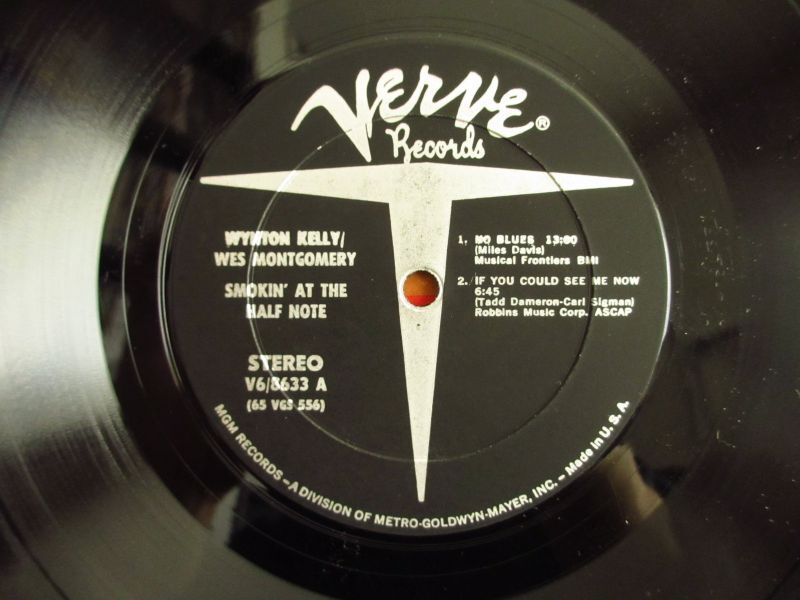 VERVE®
Records
WYNTON KELLY/
WES MONTGOMERY
SMOKIN' AT THE
HALF NOTE
STEREO
V6/8633 A
(65 VGS 556)
1. NO BLUES 13:00
(Miles Davis)
Musical Frontiers BMI
2. IF YOU COULD SEE ME NOW
6:45
(Tadd Dameron-Carl Sigman)
Robbins Music Corp. ASCAP
MGM RECORDS – A DIVISION OF METRO-GOLDWYN-MAYER, INC. – Made in U. S. A.